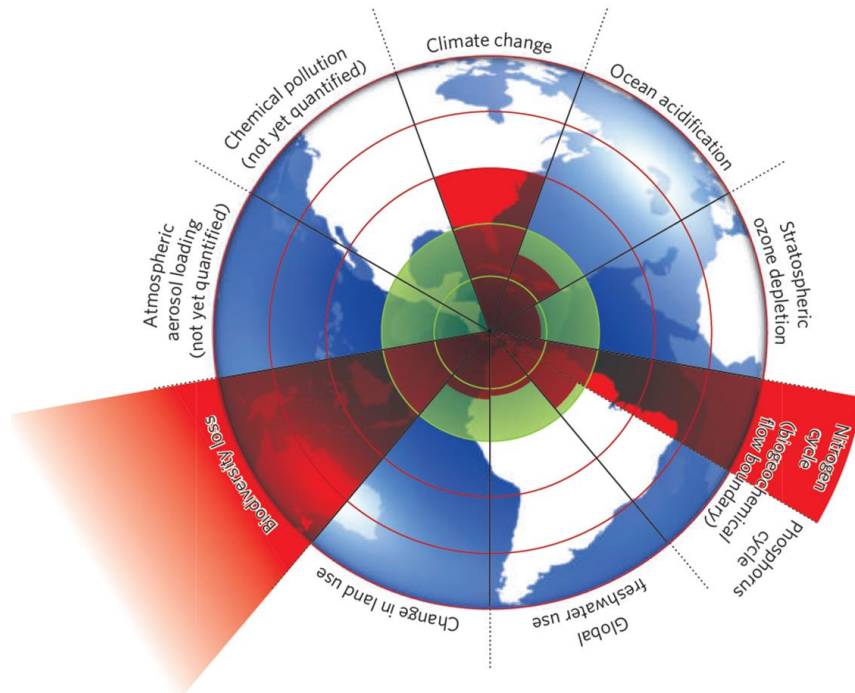 Climate change
Ocean acidification
Stratospheric
ozone depletion
Nitrogen
cycle
(biogeochemical
flow boundary)
Phosphorus
cycle
Global
freshwater use
Change in land use
Biodiversity loss
Atmospheric
aerosol loading
(not yet quantified)
Chemical pollution
(not yet quantified)